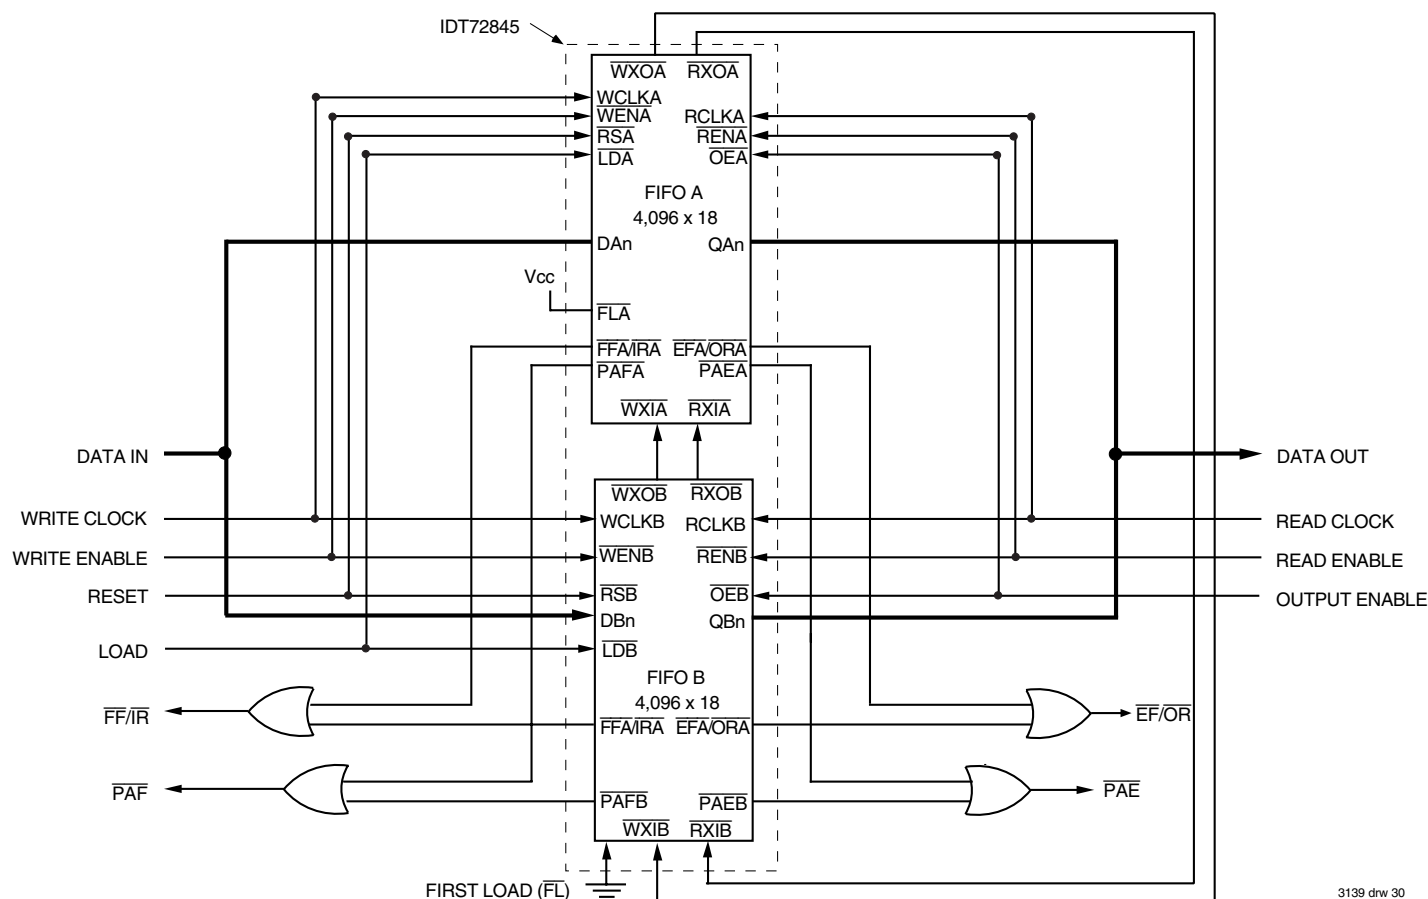 IDT72845
WXOA RXOA
WCLKA
WENA RCLKA
RSA RENA
LDA OEA
FIFO A
4,096 x 18
DAn QAn
Vcc
FLA
FFA/IRA EFA/ORA
PAFA PAEA
WXIA RXIA
DATA IN DATA OUT
WXOB RXOB
WRITE CLOCK WCLKB RCLKB READ CLOCK
WRITE ENABLE WENB RENB READ ENABLE
RESET RSB OEB OUTPUT ENABLE
DBn QBn
LOAD LDB
FIFO B
4,096 x 18
FF/IR EF/OR
FFA/IRA EFA/ORA
PAF PAE
PAFB PAEB
WXIB RXIB
FIRST LOAD (FL)
3139 drw 30